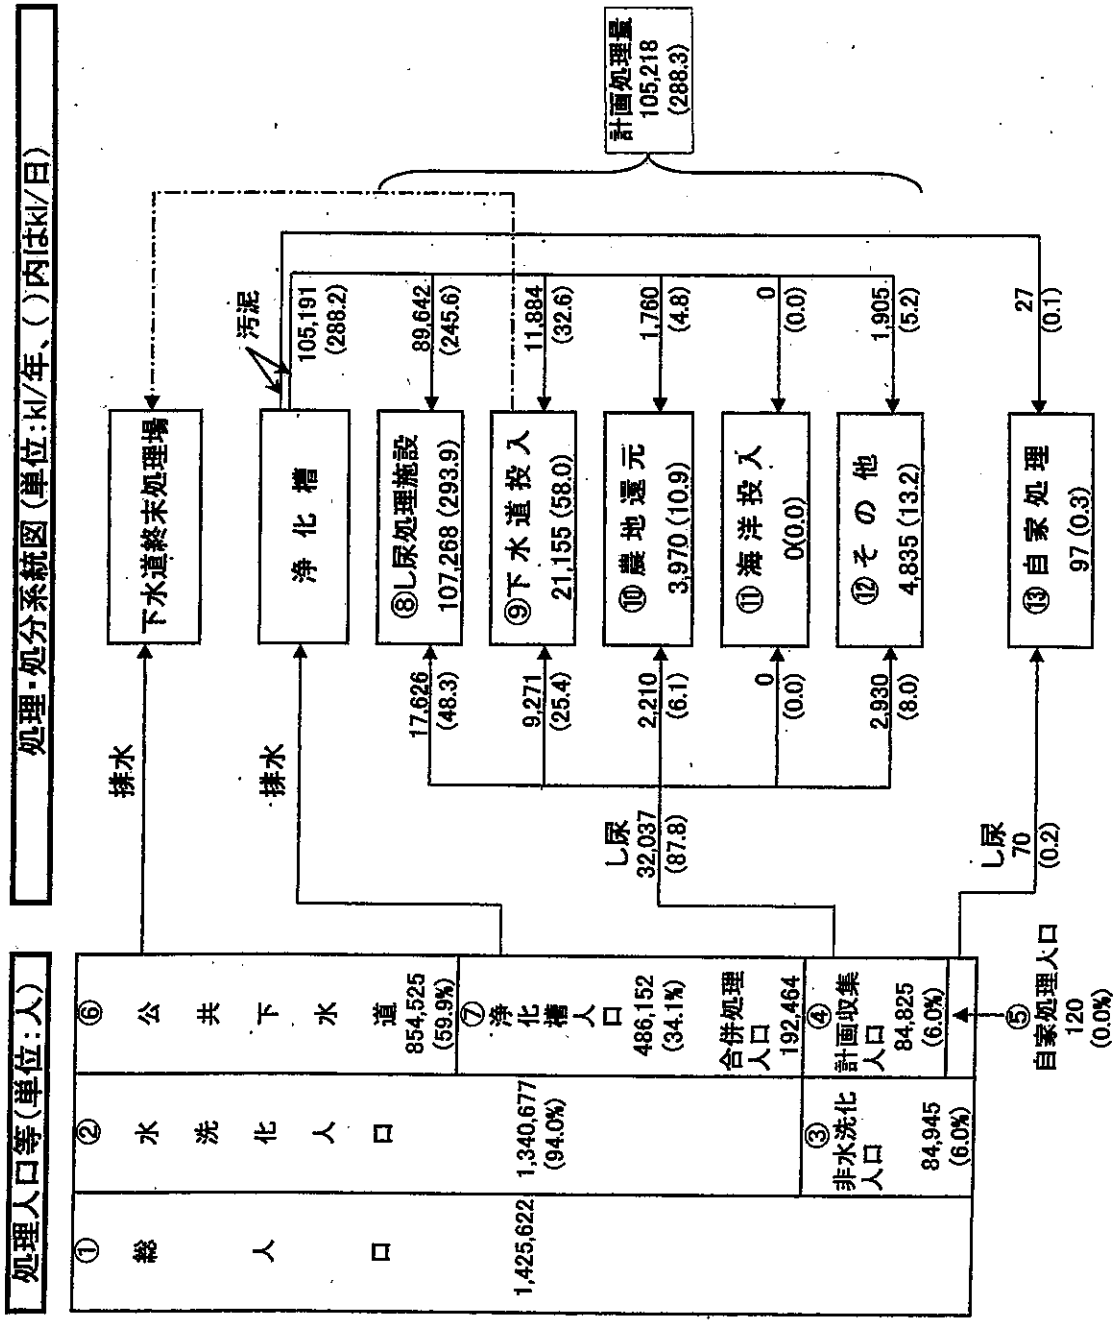 処理人口等(単位:人)
処理・処分系統図(単位:kl/年、( )内はkl/日)
①
総人口
1,425,622
②
水洗化人口
1,340,677
(94.0%)
③
非水洗化
人口
84,945
(6.0%)
⑥
公共下水道
854,525
(59.9%)
⑦
浄化
槽人
口
486,152
(34.1%)
合併処理
人口
192,464
④
計画収集
人口
84,825
(6.0%)
⑤
自家処理人口
120
(0.0%)
排水
排水
し尿
32,037
(87.8)
し尿
70
(0.2)
17,626
(48.3)
9,271
(25.4)
2,210
(6.1)
0
(0.0)
2,930
(8.0)
下水道終末処理場
浄化槽
⑧し尿処理施設
107,268 (293.9)
⑨下水道投入
21,155 (58.0)
⑩農地還元
3,970 (10.9)
⑪海洋投入
0(0.0)
⑫その他
4,835 (13.2)
⑬自家処理
97 (0.3)
汚泥
105,191
(288.2)
89,642
(245.6)
11,884
(32.6)
1,760
(4.8)
0
(0.0)
1,905
(5.2)
27
(0.1)
計画処理量
105,218
(288.3)